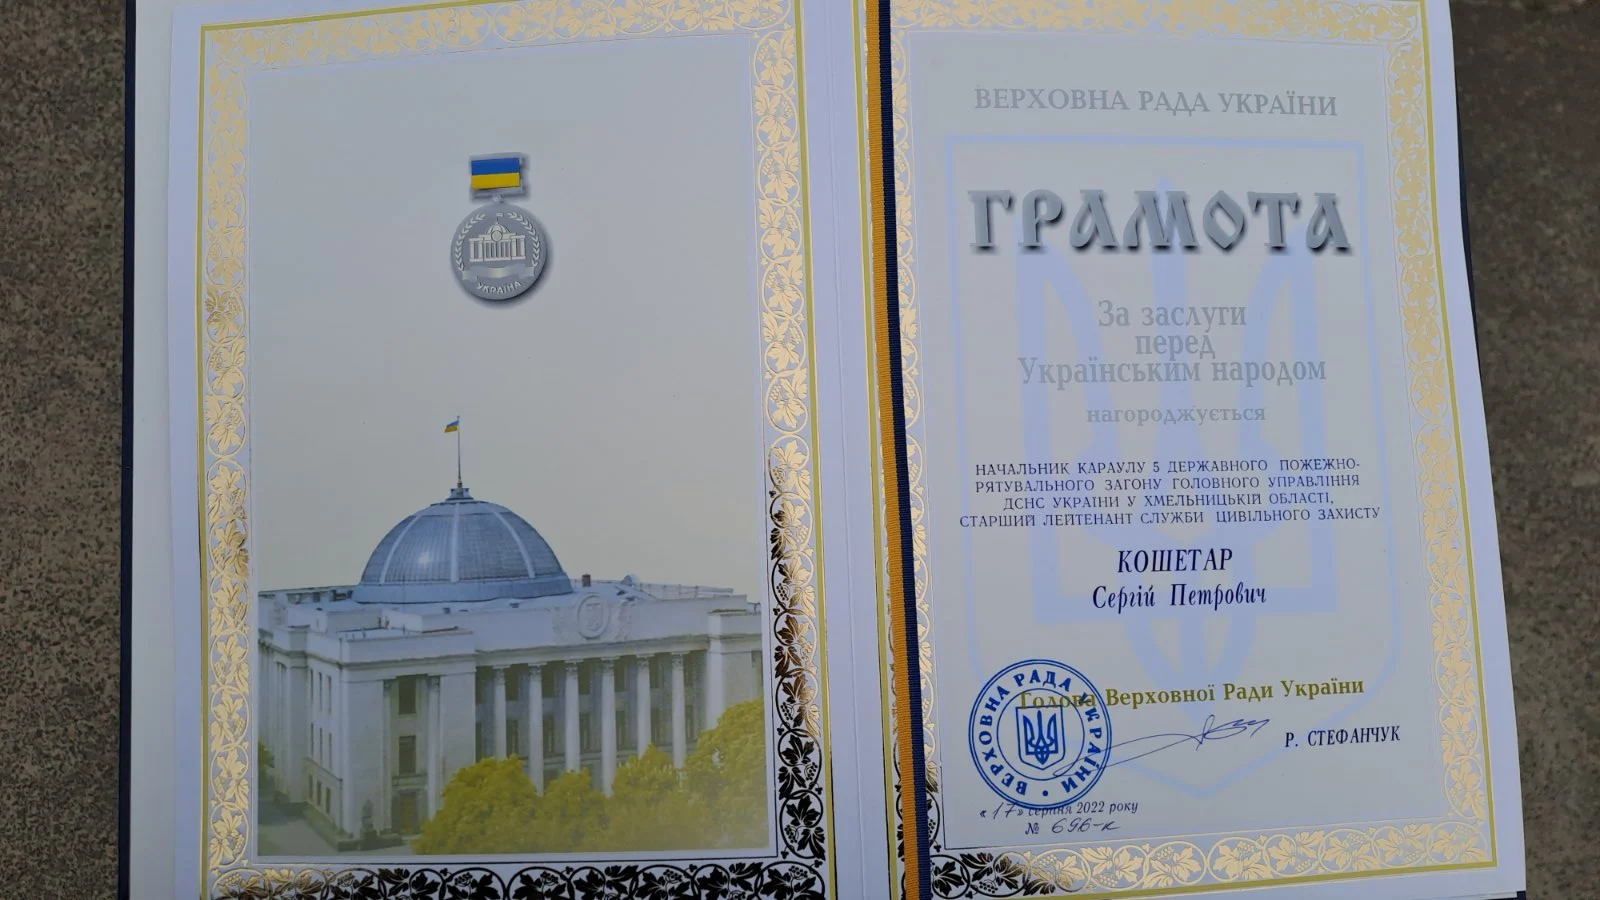 УКРАЇНА
ВЕРХОВНА РАДА УКРАЇНИ
ГРАМОТА
За заслуги
перед
Українським народом
нагороджується
НАЧАЛЬНИК КАРАУЛУ 5 ДЕРЖАВНОГО ПОЖЕЖНО-
РЯТУВАЛЬНОГО ЗАГОНУ ГОЛОВНОГО УПРАВЛІННЯ
ДСНС УКРАЇНИ У ХМЕЛЬНИЦЬКІЙ ОБЛАСТІ,
СТАРШИЙ ЛЕЙТЕНАНТ СЛУЖБИ ЦИВІЛЬНОГО ЗАХИСТУ
КОШЕТАР
Сергій Петрович
Голова Верховної Ради України
Р. СТЕФАНЧУК
ВЕРХОВНА РАДА УКРАЇНИ
«17» серпня 2022 року
№ 696-к